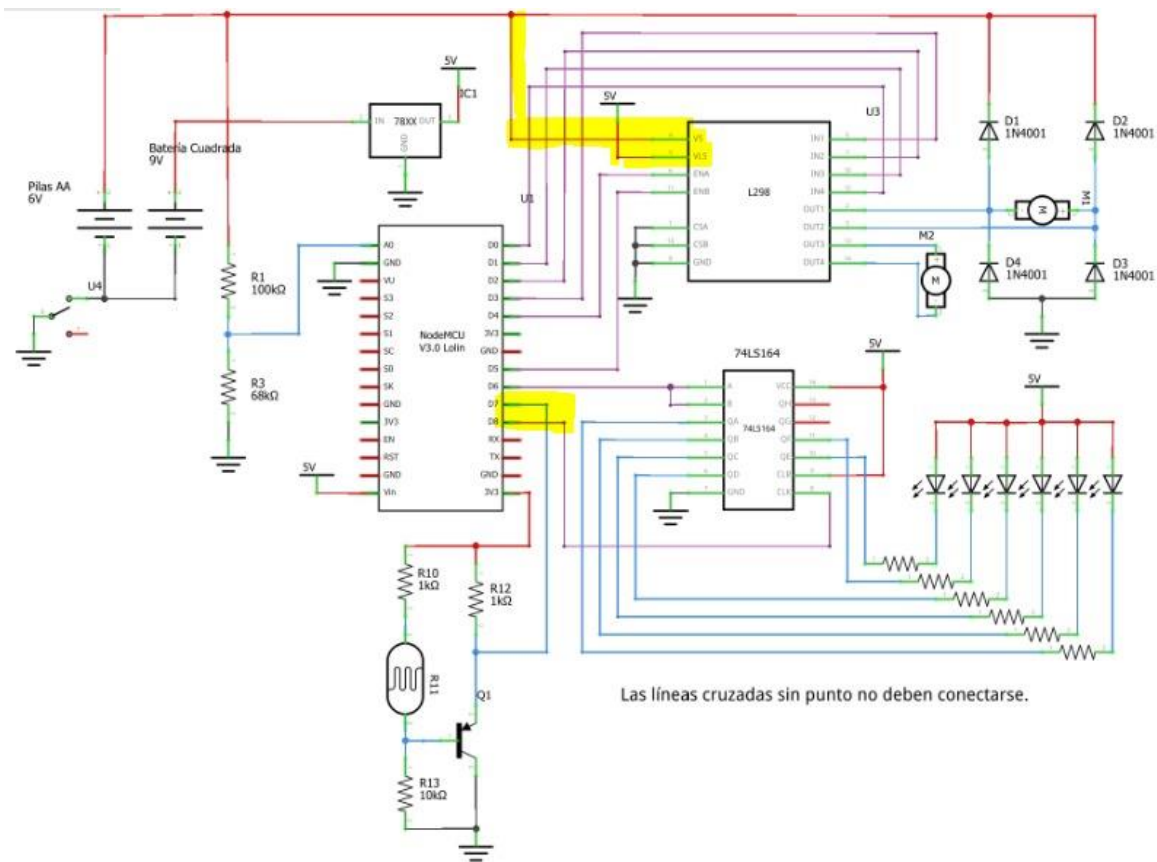 5V
IC1
IN
78XX
OUT
GND
Batería Cuadrada
9V
Pilas AA
6V
U4
R1
100kΩ
R3
68kΩ
U1
A0
GND
VU
S3
S2
S1
SC
S0
SK
GND
3V3
EN
RST
GND
Vin
NodeMCU
V3.0 Lolin
D0
D1
D2
D3
D4
3V3
GND
D5
D6
D7
D8
RX
TX
GND
3V3
5V
5V
U3
VS
VLS
ENA
ENB
CSA
CSB
GND
L298
IN1
IN2
IN3
IN4
OUT1
OUT2
OUT3
OUT4
D1
1N4001
D2
1N4001
M
M1
D4
1N4001
D3
1N4001
M2
M
74LS164
A
B
QA
QB
QC
QD
GND
74LS164
VCC
QH
QG
QF
QE
CLR
CLK
5V
5V
R10
1kΩ
R12
1kΩ
R11
Q1
R13
10kΩ
Las líneas cruzadas sin punto no deben conectarse.